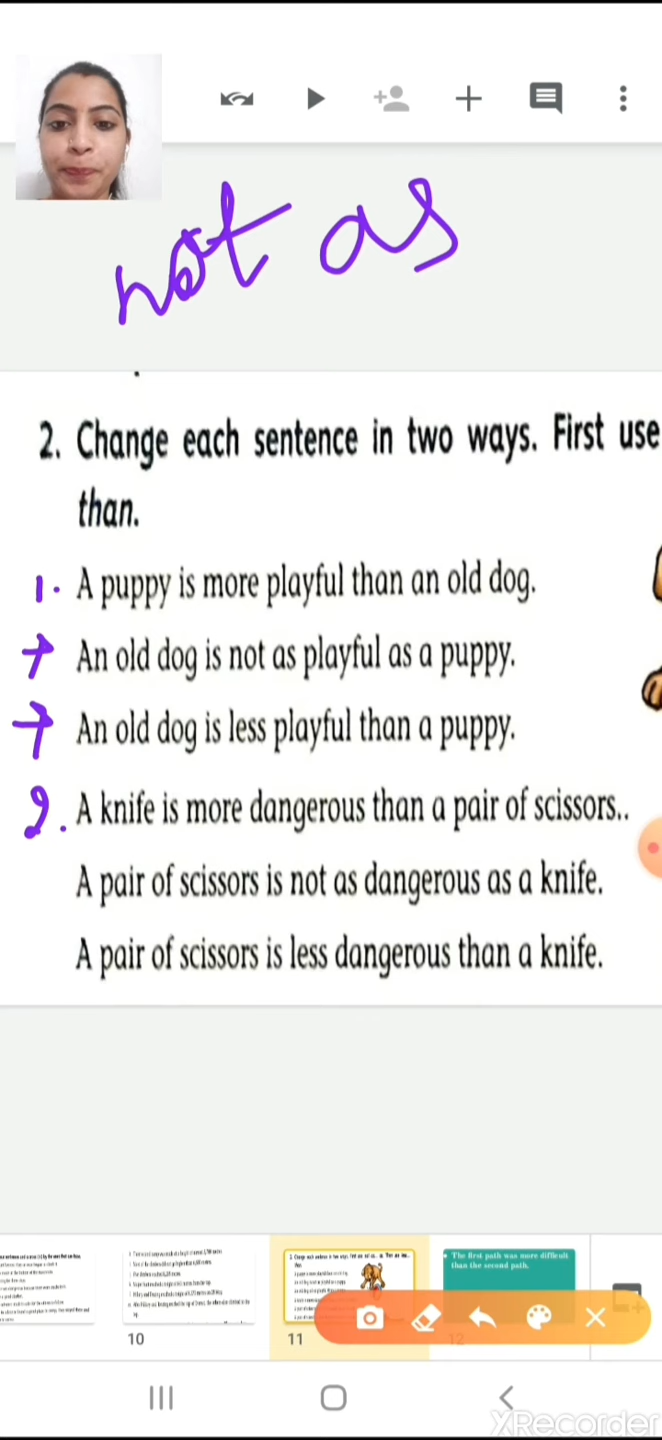 not as
2. Change each sentence in two ways. First use
than.
1. A puppy is more playful than an old dog.
→ An old dog is not as playful as a puppy.
→ An old dog is less playful than a puppy.
2. A knife is more dangerous than a pair of scissors..
A pair of scissors is not as dangerous as a knife.
A pair of scissors is less dangerous than a knife.
The first path was more difficult
than the second path.
10
11
12
XRecorder